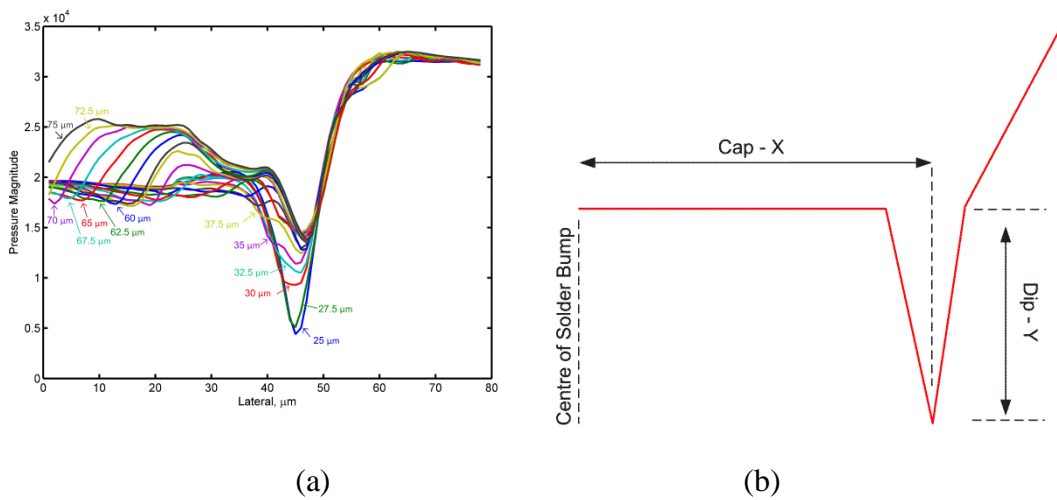 x 10⁴
3.5
3
2.5
2
1.5
1
0.5
0
Pressure Magnitude
0 10 20 30 40 50 60 70 80
Lateral, μm
75 μm
72.5 μm
70 μm
67.5 μm
65 μm
62.5 μm
60 μm
37.5 μm
35 μm
32.5 μm
30 μm
27.5 μm
25 μm
(a)
Cap - X
Centre of Solder Bump
Dip - Y
(b)